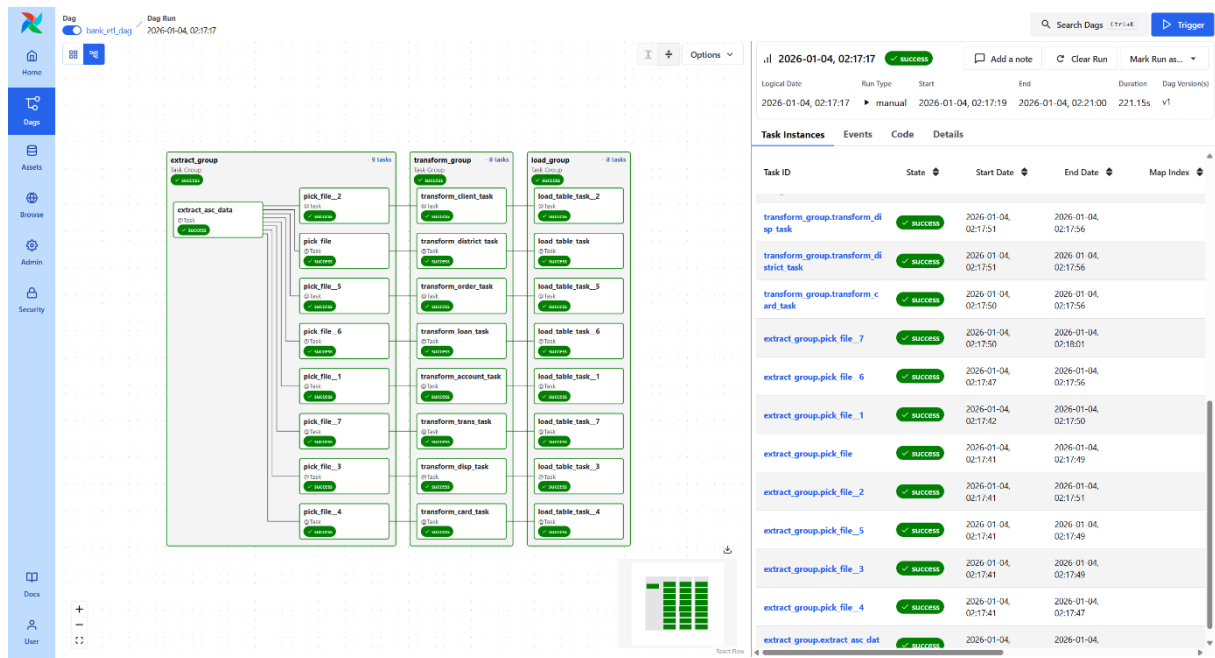 Dag
bank_etl_dag
Dag Run
2026-01-04, 02:17:17
Search Dags
Ctrl+K
Trigger
Home
Dags
Assets
Browse
Admin
Security
Docs
User
Options
extract_group
9 tasks
Task Group
success
extract_asc_data
@Task
success
pick_file__2
@Task
success
pick_file
@Task
success
pick_file__5
@Task
success
pick_file__6
@Task
success
pick_file__1
@Task
success
pick_file__7
@Task
success
pick_file__3
@Task
success
pick_file__4
@Task
success
transform_group
8 tasks
Task Group
success
transform_client_task
@Task
success
transform_district_task
@Task
success
transform_order_task
@Task
success
transform_loan_task
@Task
success
transform_account_task
@Task
success
transform_trans_task
@Task
success
transform_disp_task
@Task
success
transform_card_task
@Task
success
load_group
8 tasks
Task Group
success
load_table_task__2
@Task
success
load_table_task
@Task
success
load_table_task__5
@Task
success
load_table_task__6
@Task
success
load_table_task__1
@Task
success
load_table_task__7
@Task
success
load_table_task__3
@Task
success
load_table_task__4
@Task
success
React Flow
2026-01-04, 02:17:17
success
Add a note
Clear Run
Mark Run as...
Logical Date Run Type Start End Duration Dag Version(s)
2026-01-04, 02:17:17 manual 2026-01-04, 02:17:19 2026-01-04, 02:21:00 221.15s v1
Task Instances Events Code Details
Task ID State Start Date End Date Map Index
transform_group.transform_di
sp_task
success
2026-01-04,
02:17:51
2026-01-04,
02:17:56
transform_group.transform_di
strict_task
success
2026-01-04,
02:17:51
2026-01-04,
02:17:56
transform_group.transform_c
ard_task
success
2026-01-04,
02:17:50
2026-01-04,
02:17:56
extract_group.pick_file__7
success
2026-01-04,
02:17:50
2026-01-04,
02:18:01
extract_group.pick_file__6
success
2026-01-04,
02:17:47
2026-01-04,
02:17:56
extract_group.pick_file__1
success
2026-01-04,
02:17:42
2026-01-04,
02:17:50
extract_group.pick_file
success
2026-01-04,
02:17:41
2026-01-04,
02:17:49
extract_group.pick_file__2
success
2026-01-04,
02:17:41
2026-01-04,
02:17:51
extract_group.pick_file__5
success
2026-01-04,
02:17:41
2026-01-04,
02:17:49
extract_group.pick_file__3
success
2026-01-04,
02:17:41
2026-01-04,
02:17:49
extract_group.pick_file__4
success
2026-01-04,
02:17:41
2026-01-04,
02:17:47
extract_group.extract_asc_dat
success
2026-01-04,
2026-01-04,